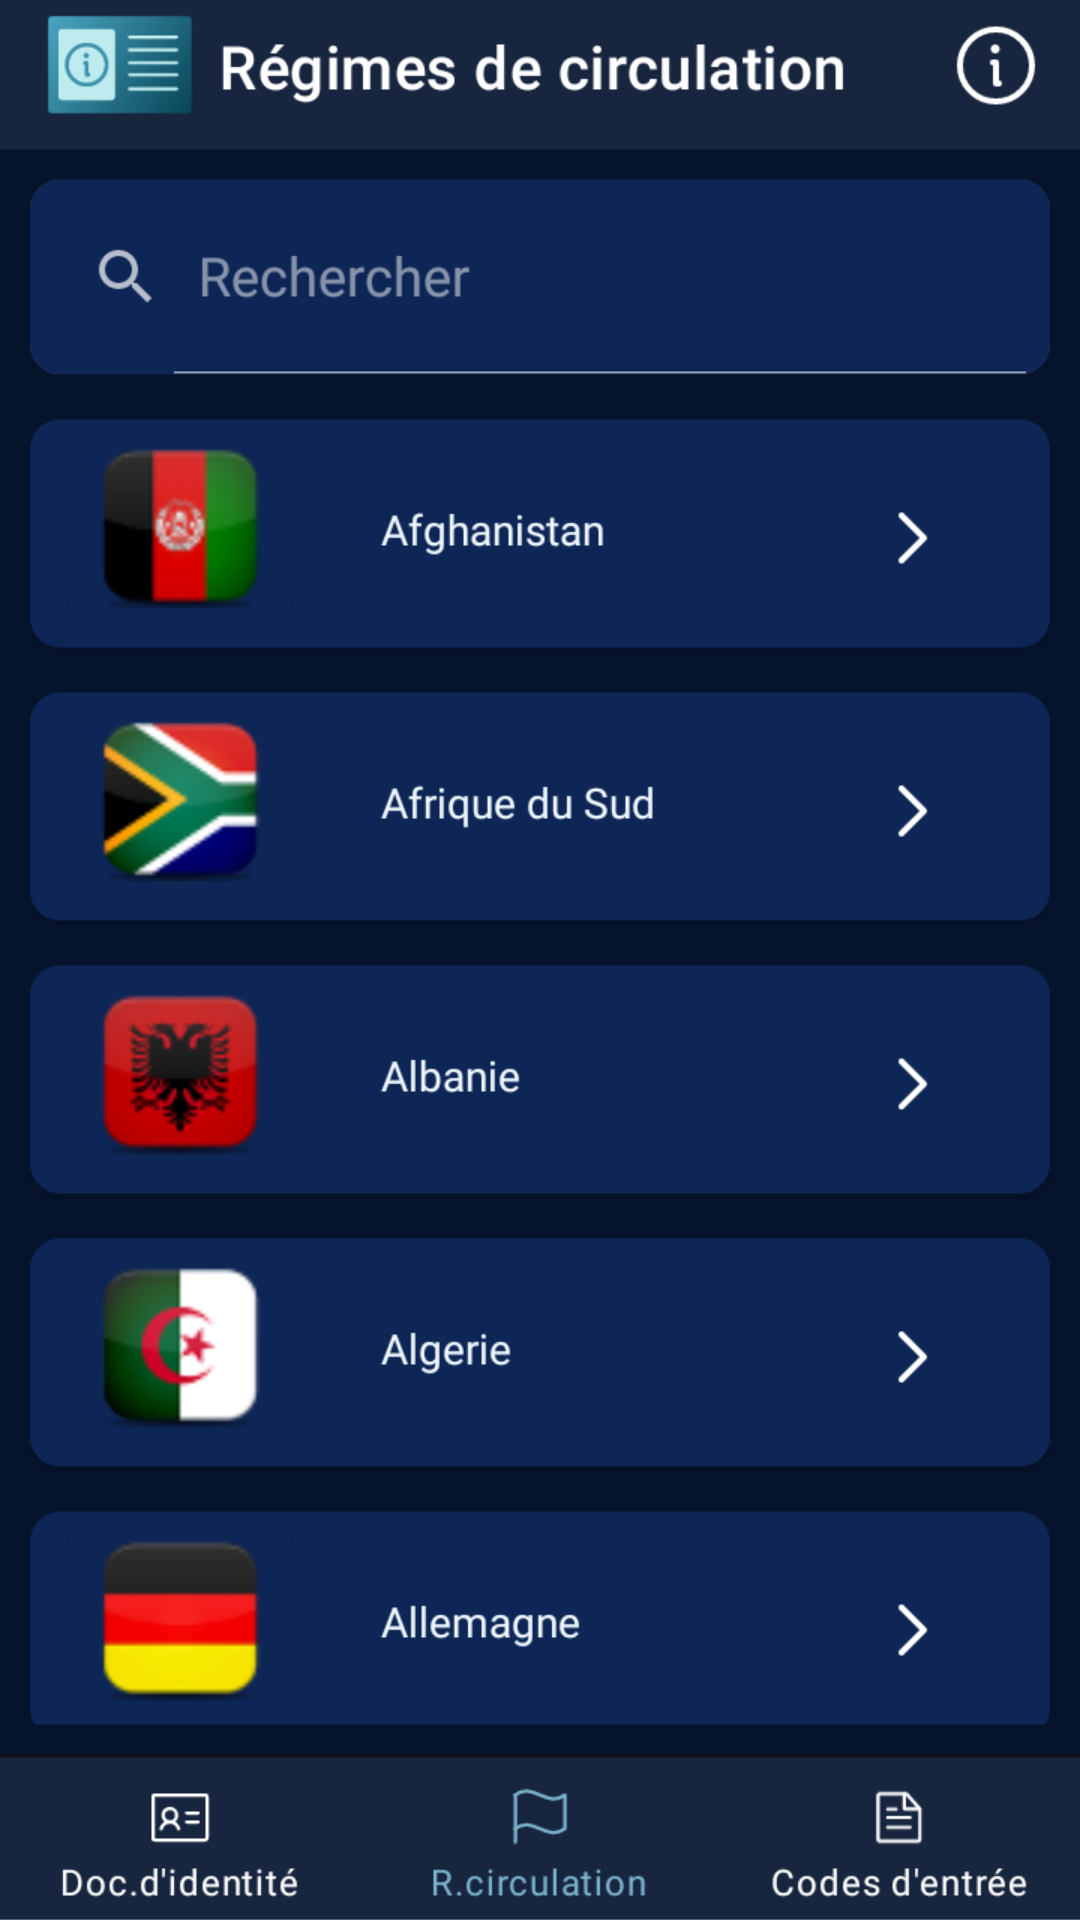 Régimes de circulation
Rechercher
Afghanistan
Afrique du Sud
Albanie
Algerie
Allemagne
Doc.d'identité
R.circulation
Codes d'entrée